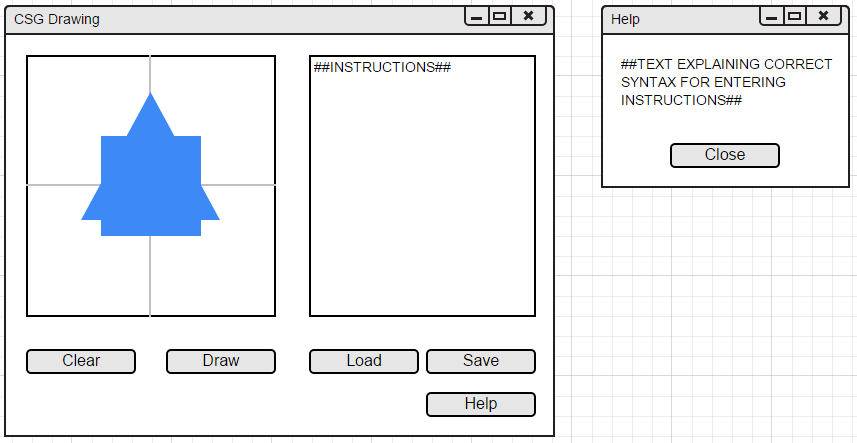 CSG Drawing
##INSTRUCTIONS##
Clear
Draw
Load
Save
Help
Help
##TEXT EXPLAINING CORRECT
SYNTAX FOR ENTERING
INSTRUCTIONS##
Close